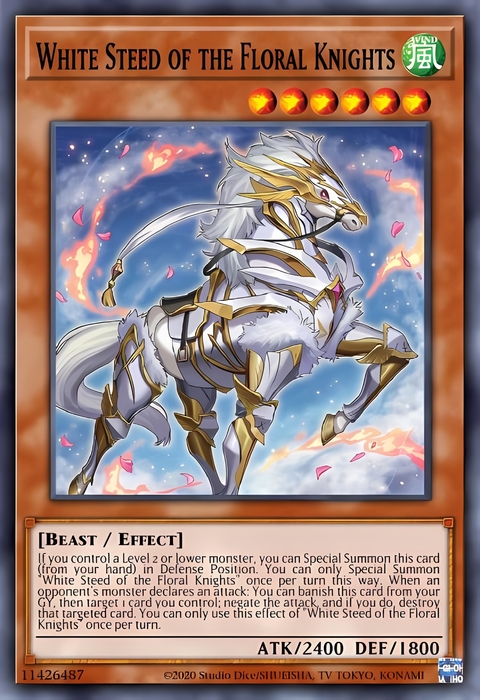 White Steed of the Floral Knights
WIND
風
[Beast / Effect]
If you control a Level 2 or lower monster, you can Special Summon this card
(from your hand) in Defense Position. You can only Special Summon
"White Steed of the Floral Knights" once per turn this way. When an
opponent's monster declares an attack: You can banish this card from your
GY, then target 1 card you control; negate the attack, and if you do, destroy
that targeted card. You can only use this effect of "White Steed of the Floral
Knights" once per turn.
ATK/2400 DEF/1800
11426487 ©2020 Studio Dice/SHUEISHA, TV TOKYO, KONAMI